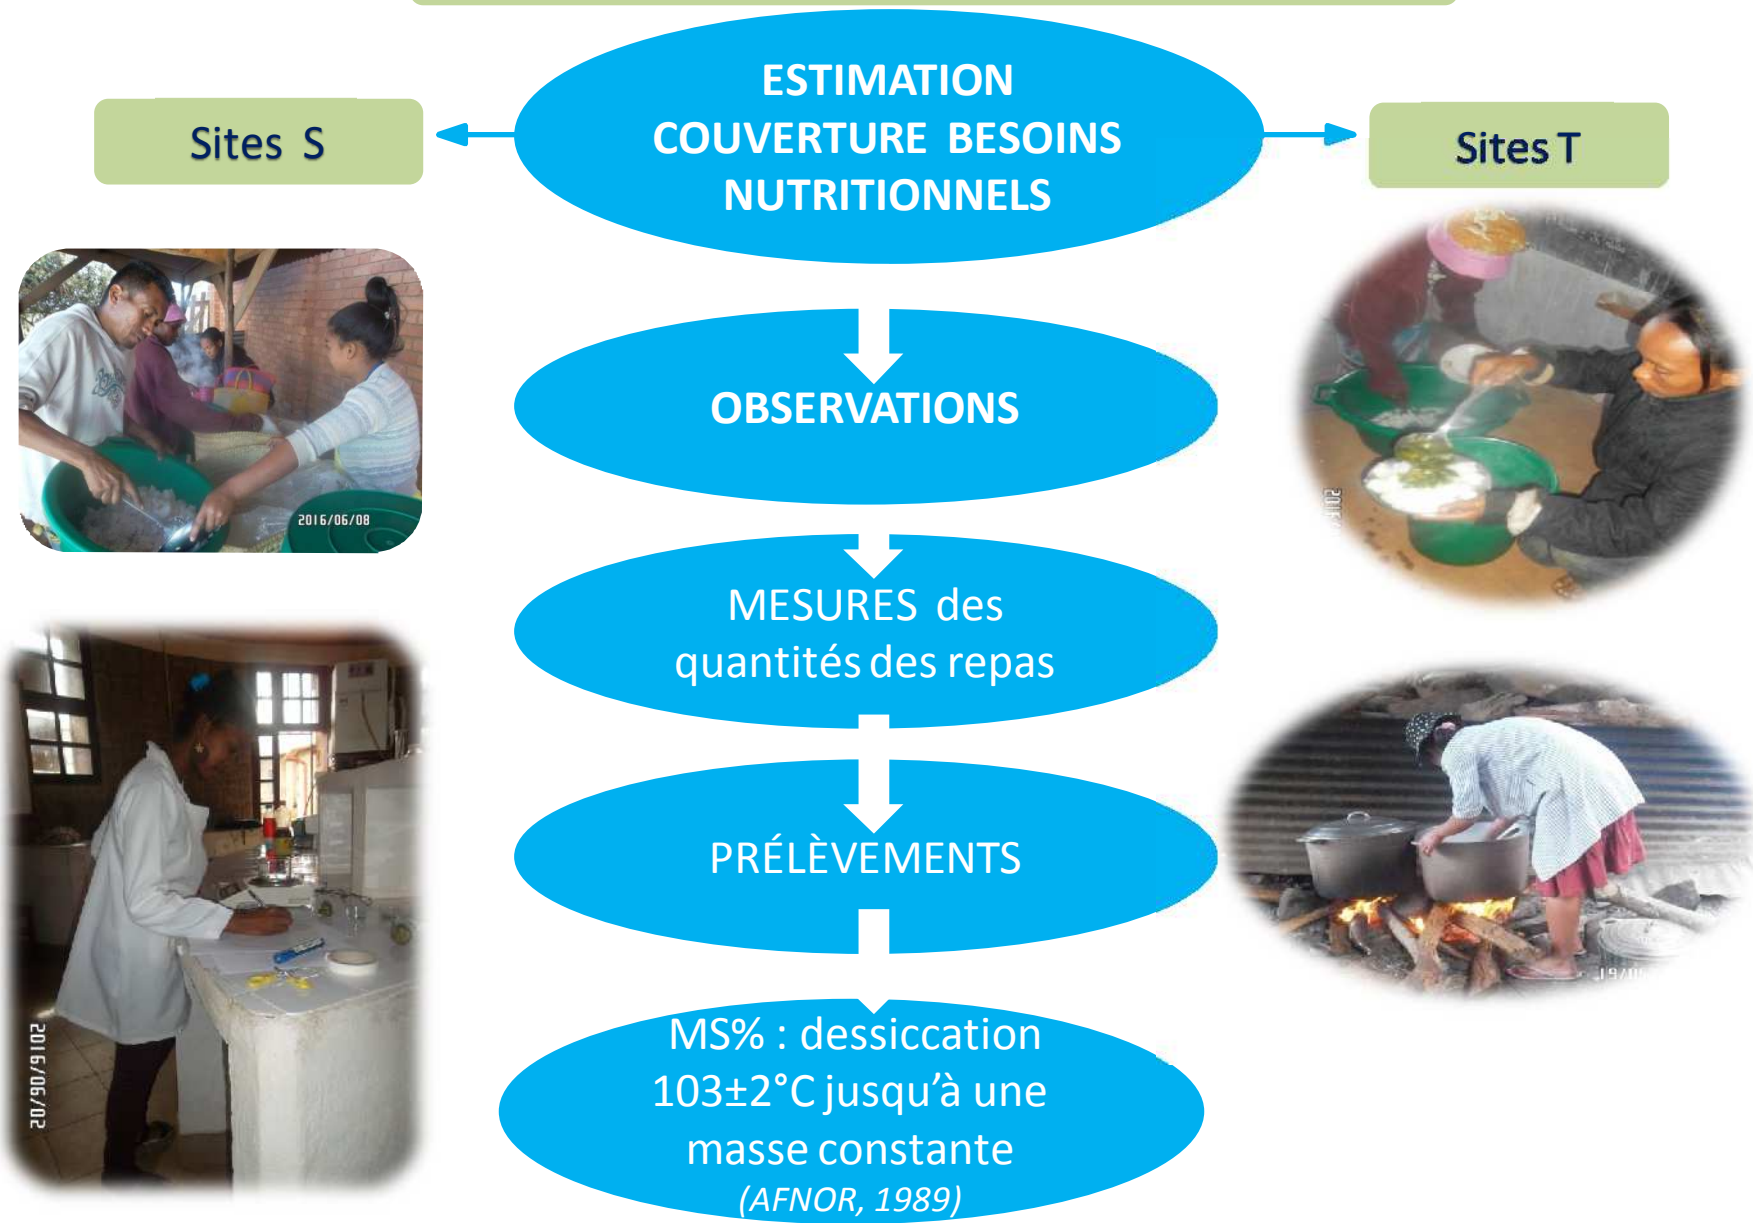 ESTIMATION
COUVERTURE BESOINS
NUTRITIONNELS
Sites S
Sites T
OBSERVATIONS
2016/06/08
MESURES des
quantités des repas
PRÉLÈVEMENTS
2016/06/02
MS% : dessiccation
103±2°C jusqu’à une
masse constante
(AFNOR, 1989)